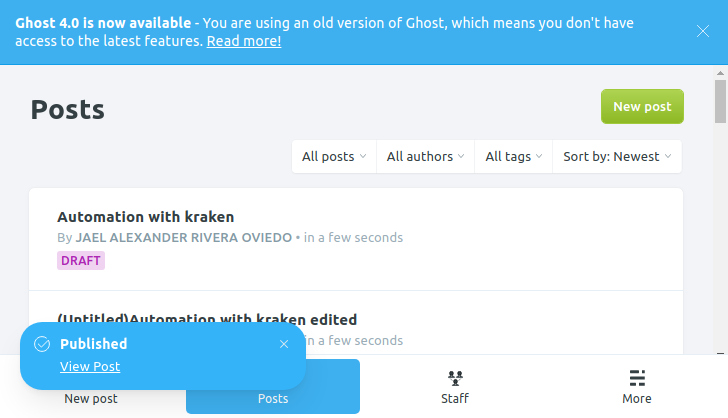 Ghost 4.0 is now available - You are using an old version of Ghost, which means you don't have
access to the latest features. Read more!
Posts
New post
All posts
All authors
All tags
Sort by: Newest
Automation with kraken
By JAEL ALEXANDER RIVERA OVIEDO • in a few seconds
DRAFT
(Untitled)Automation with kraken edited
in a few seconds
Published
View Post
New post
Posts
Staff
More